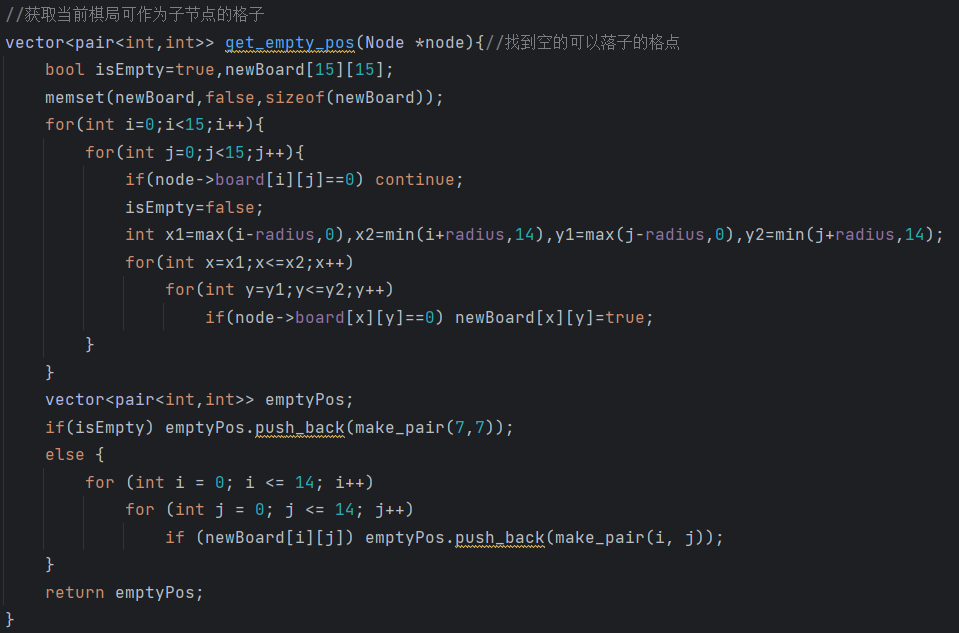 //获取当前棋局可作为子节点的格子
vector<pair<int,int>> get_empty_pos(Node *node){//找到空的可以落子的格点
    bool isEmpty=true,newBoard[15][15];
    memset(newBoard,false,sizeof(newBoard));
    for(int i=0;i<15;i++){
        for(int j=0;j<15;j++){
            if(node->board[i][j]==0) continue;
            isEmpty=false;
            int x1=max(i-radius,0),x2=min(i+radius,14),y1=max(j-radius,0),y2=min(j+radius,14);
            for(int x=x1;x<=x2;x++)
                for(int y=y1;y<=y2;y++)
                    if(node->board[x][y]==0) newBoard[x][y]=true;
        }
    }
    vector<pair<int,int>> emptyPos;
    if(isEmpty) emptyPos.push_back(make_pair(7,7));
    else {
        for (int i = 0; i <= 14; i++)
            for (int j = 0; j <= 14; j++)
                if (newBoard[i][j]) emptyPos.push_back(make_pair(i, j));
    }
    return emptyPos;
}